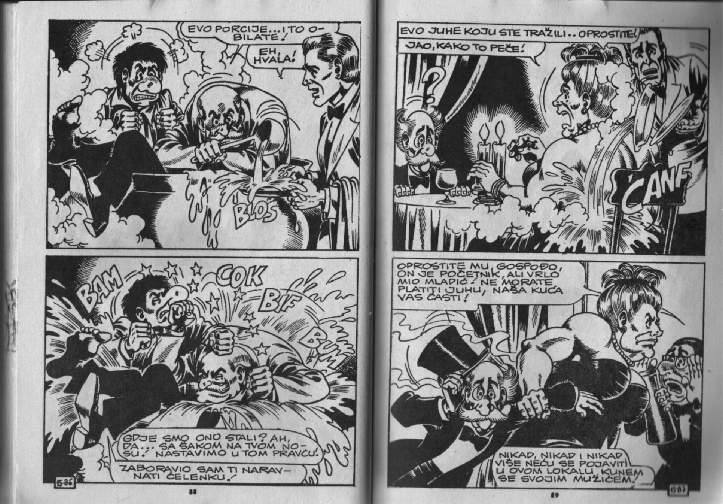 EVO PORCIJE...I TO O-
BILATE!
EH,
HVALA!
BLOS
BAM
COK
BIF
BUM
BAM
GDJE SMO ONO STALI? AH,
DA... SA ŠAKOM NA TVOM NO-
SU. NASTAVIMO U TOM PRAVCU.
ZABORAVIO SAM TI NARAV-
NATI ČELENKU!
88
EVO JUHE KOJU STE TRAŽILI.. OPROSTITE!
JAO, KAKO TO PEČE!
?
CANF
OPROSTITE MU, GOSPOĐO,
ON JE POČETNIK, ALI VRLO
MIO MLADIĆ. NE MORATE
PLATITI JUHU, NAŠA KUĆA
VAS ČASTI!
NIKAD, NIKAD I NIKAD
VIŠE NEĆU SE POJAVITI
U OVOM LOKALU, KUNEM
SE SVOJIM MUŽIĆEM.
89